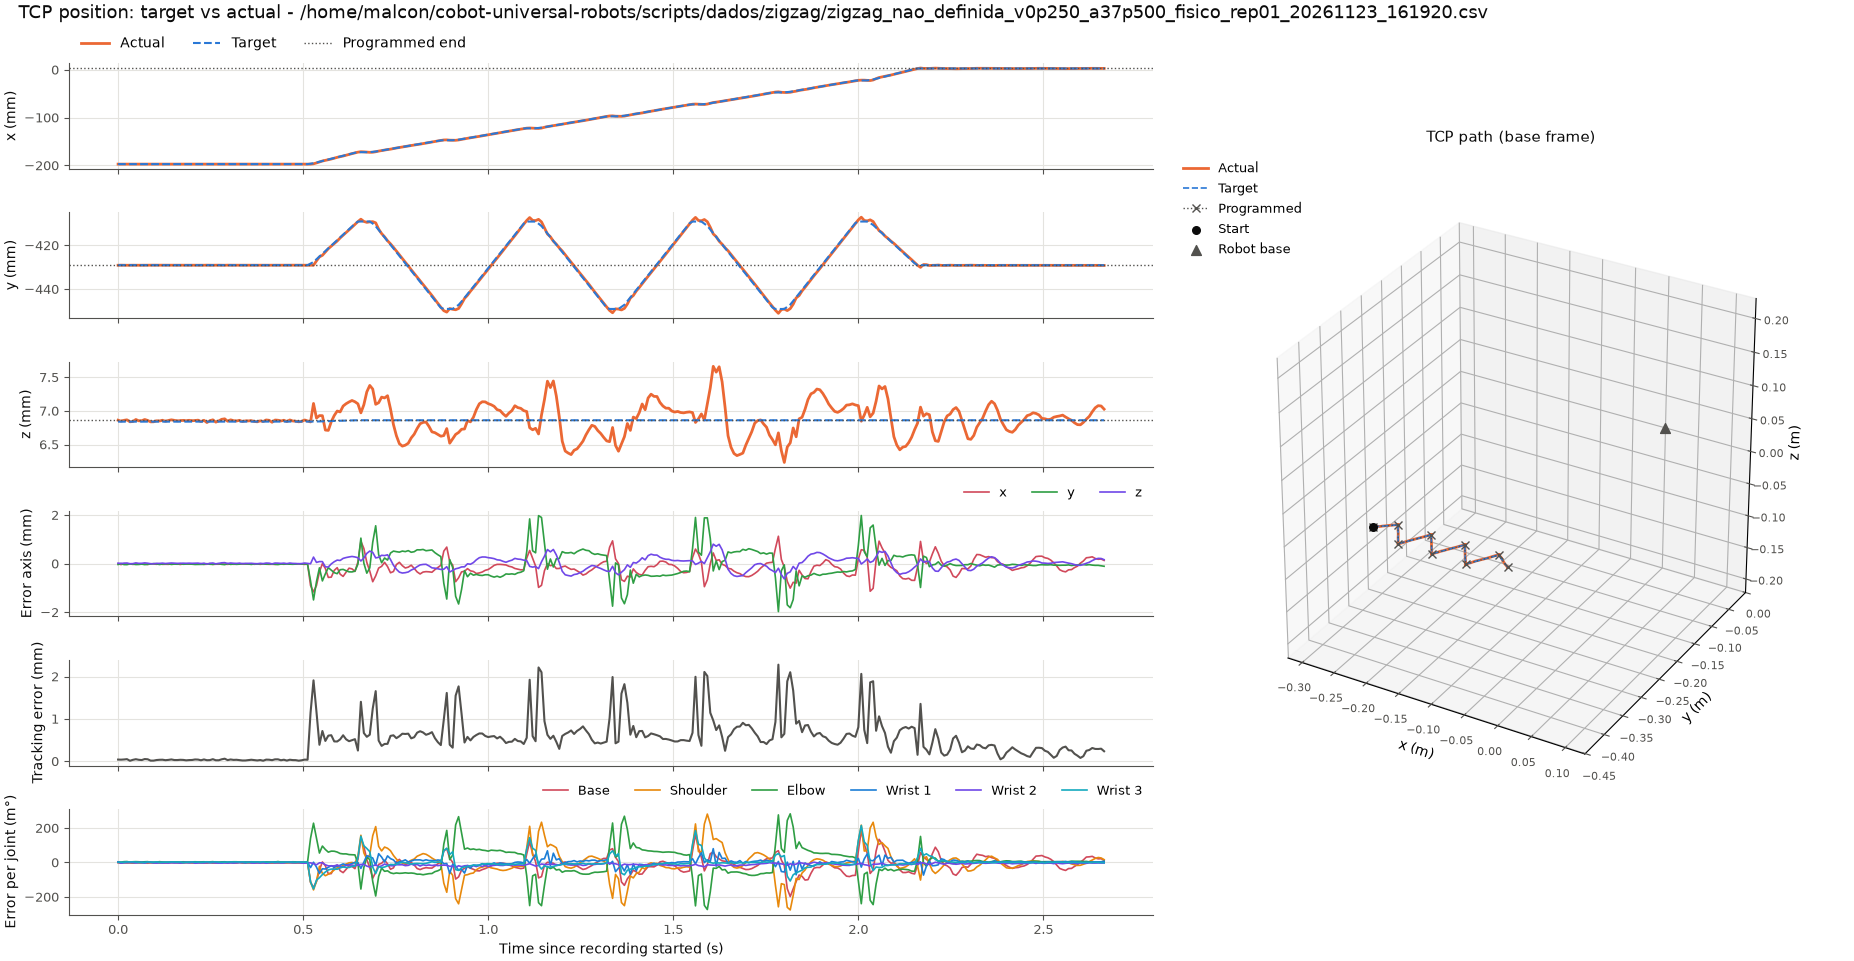 TCP position: target vs actual - /home/malcon/cobot-universal-robots/scripts/dados/zigzag/zigzag_nao_definida_v0p250_a37p500_fisico_rep01_20261123_161920.csv
Actual Target Programmed end
x (mm)
0
−100
−200
y (mm)
−420
−440
z (mm)
7.5
7.0
6.5
x y z
Error axis (mm)
2
0
−2
Tracking error (mm)
2
1
0
Base Shoulder Elbow Wrist 1 Wrist 2 Wrist 3
Error per joint (m°)
200
0
−200
0.0 0.5 1.0 1.5 2.0 2.5
Time since recording started (s)
TCP path (base frame)
Actual
Target
Programmed
Start
Robot base
0.20
0.15
0.10
0.05
0.00
−0.05
−0.10
−0.15
−0.20
z (m)
0.00
−0.05
−0.10
−0.15
−0.20
−0.25
−0.30
−0.35
−0.40
−0.45
y (m)
−0.30
−0.25
−0.20
−0.15
−0.10
−0.05
0.00
0.05
0.10
x (m)